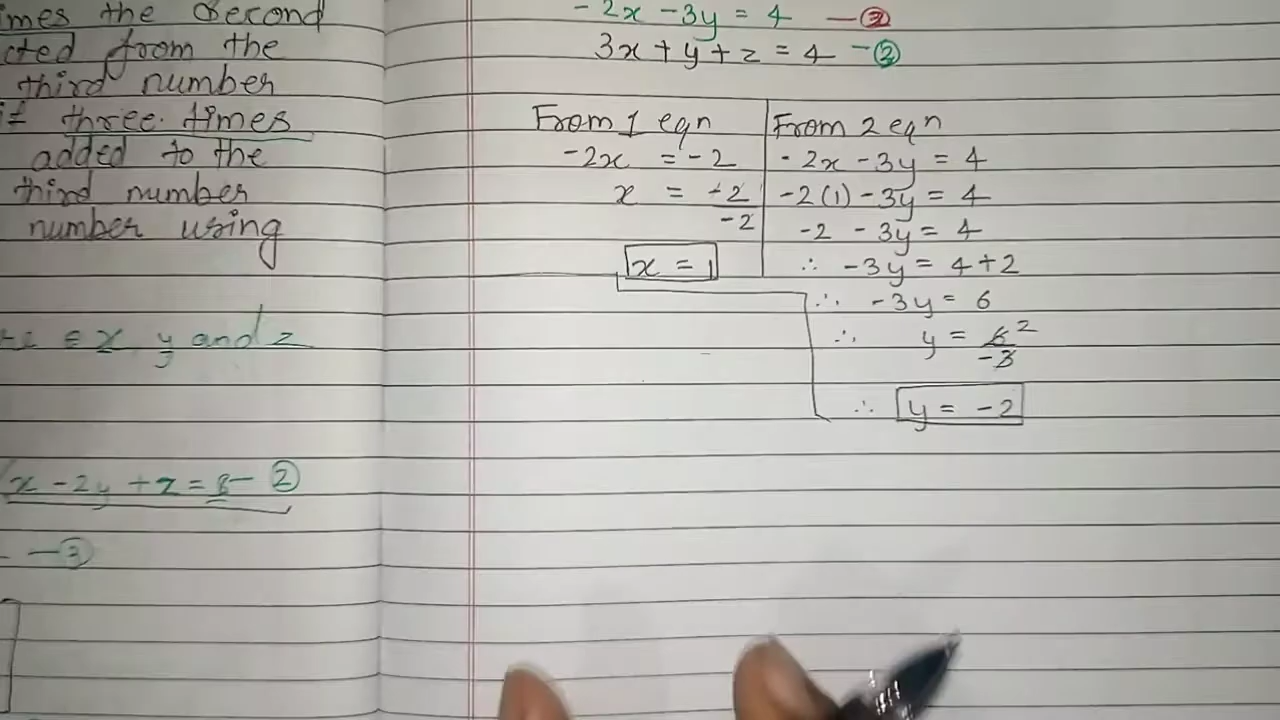 imes the second
cted from the
third number
if three times
added to the
third number
number using
x, y and z
x - 2y + z = 8 - ②
- ③
- 2x - 3y = 4 - ②
3x + y + z = 4 - ③
From 1 eqn
-2x = -2
x = -2
-2
x = 1
From 2 eqn
- 2x - 3y = 4
-2(1) - 3y = 4
-2 - 3y = 4
∴ -3y = 4+2
∴ -3y = 6
∴ y = 6 2
-3
∴ y = -2